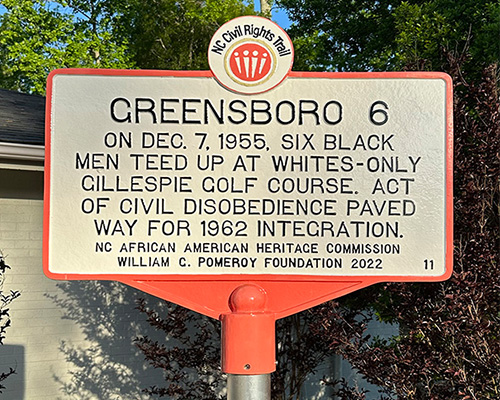 NC Civil Rights Trail
GREENSBORO 6
ON DEC. 7, 1955, SIX BLACK
MEN TEED UP AT WHITES-ONLY
GILLESPIE GOLF COURSE. ACT
OF CIVIL DISOBEDIENCE PAVED
WAY FOR 1962 INTEGRATION.
NC AFRICAN AMERICAN HERITAGE COMMISSION
WILLIAM G. POMEROY FOUNDATION 2022 11